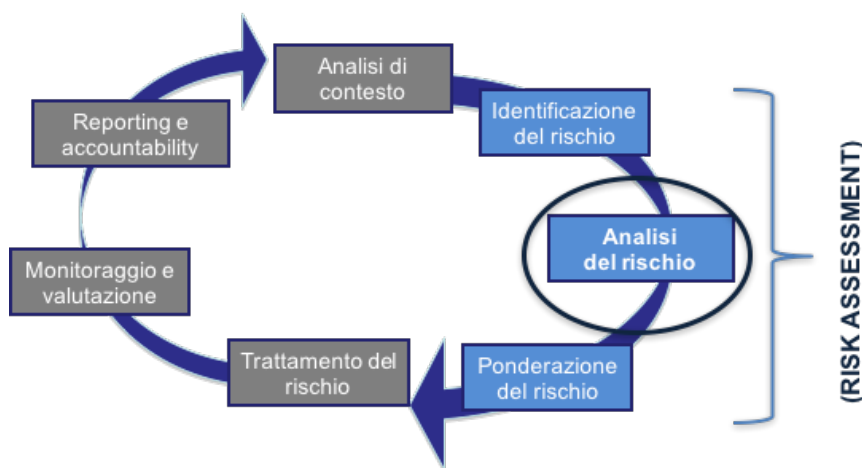 Analisi di
contesto
Identificazione
del rischio
Analisi
del rischio
Ponderazione
del rischio
Trattamento del
rischio
Monitoraggio e
valutazione
Reporting e
accountability
(RISK ASSESSMENT)